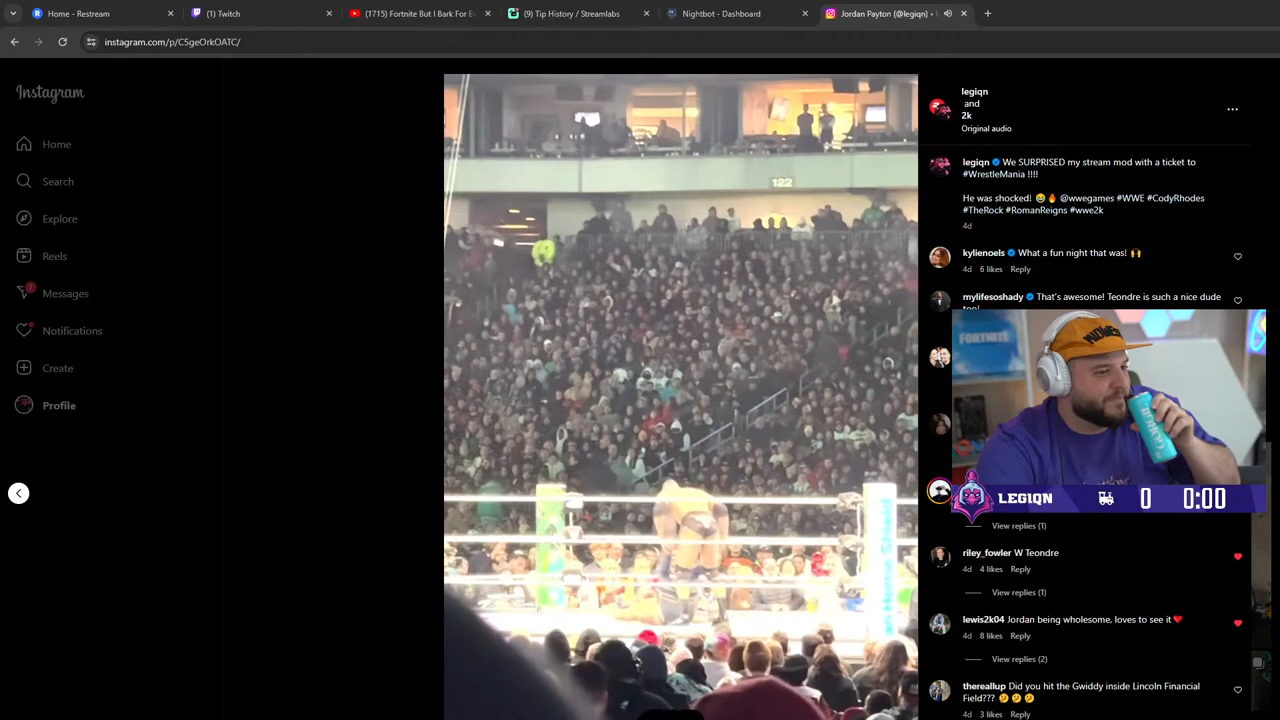 Home - Restream
(1) Twitch
(1715) Fortnite But I Bark For E
(9) Tip History / Streamlabs
Nightbot - Dashboard
Jordan Payton (@legiqn) •
instagram.com/p/C5geOrkOATC/
Instagram
Home
Search
Explore
Reels
7
Messages
Notifications
Create
Profile
122
legiqn
and
2k
Original audio
legiqn We SURPRISED my stream mod with a ticket to
#WrestleMania !!!!
He was shocked! 😂🔥 @wwegames #WWE #CodyRhodes
#TheRock #RomanReigns #wwe2k
4d
kylienoels What a fun night that was! 🙌
4d 6 likes Reply
mylifesoshady That's awesome! Teondre is such a nice dude
too!
FORTNITE
MIDWEST
LEGIQN 0 0:00
View replies (1)
riley_fowler W Teondre
4d 4 likes Reply
View replies (1)
lewis2k04 Jordan being wholesome, loves to see it❤️
4d 8 likes Reply
View replies (2)
thereallup Did you hit the Gwiddy inside Lincoln Financial
Field??? 🤣🤣🤣
4d 3 likes Reply